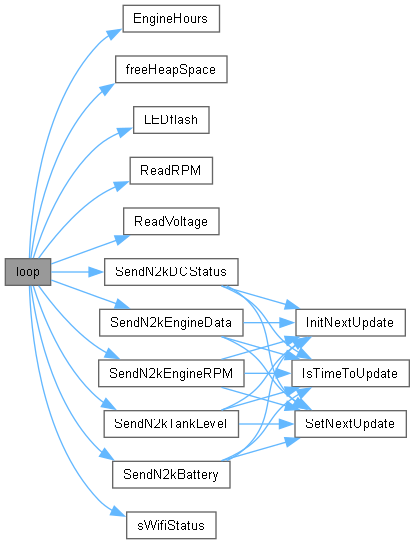 EngineHours
freeHeapSpace
LEDflash
ReadRPM
ReadVoltage
loop
SendN2kDCStatus
SendN2kEngineData
InitNextUpdate
SendN2kEngineRPM
IsTimeToUpdate
SendN2kTankLevel
SetNextUpdate
SendN2kBattery
sWifiStatus